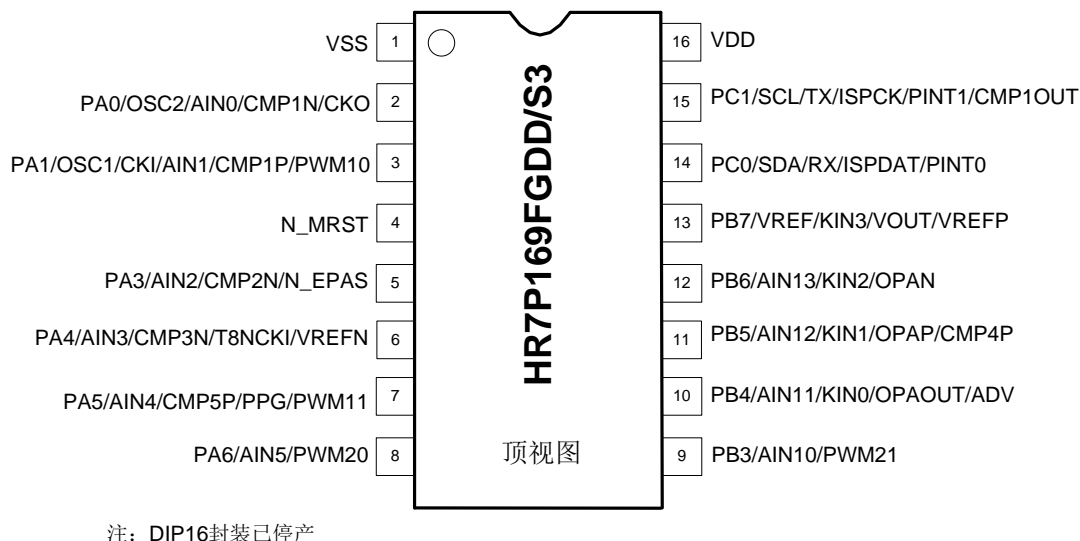 VSS 1 16 VDD
PA0/OSC2/AIN0/CMP1N/CKO 2 15 PC1/SCL/TX/ISPCK/PINT1/CMP1OUT
PA1/OSC1/CKI/AIN1/CMP1P/PWM10 3 14 PC0/SDA/RX/ISPDAT/PINT0
N_MRST 4 13 PB7/VREF/KIN3/VOUT/VREFP
PA3/AIN2/CMP2N/N_EPAS 5 12 PB6/AIN13/KIN2/OPAN
PA4/AIN3/CMP3N/T8NCKI/VREFN 6 11 PB5/AIN12/KIN1/OPAP/CMP4P
PA5/AIN4/CMP5P/PPG/PWM11 7 10 PB4/AIN11/KIN0/OPAOUT/ADV
PA6/AIN5/PWM20 8 9 PB3/AIN10/PWM21
HR7P169FGDD/S3
顶视图
注：DIP16封装已停产